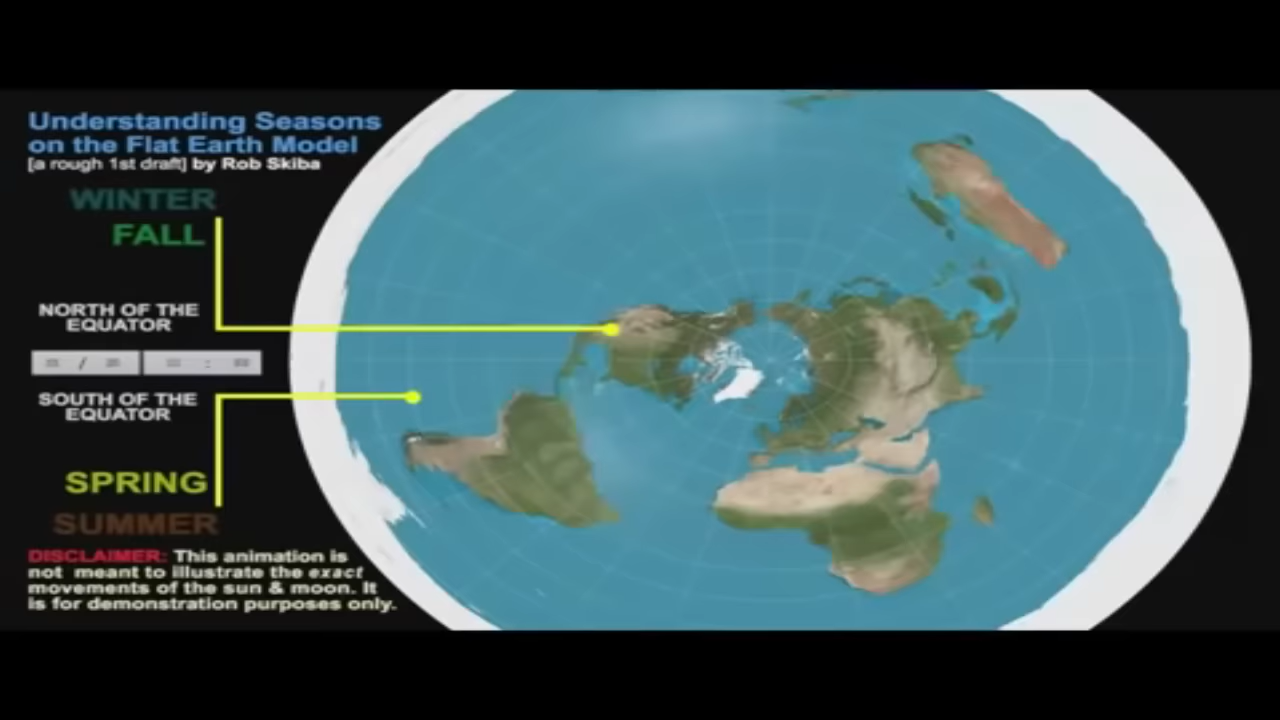 Understanding Seasons
on the Flat Earth Model
[a rough 1st draft] by Rob Skiba
WINTER
FALL
NORTH OF THE
EQUATOR
SOUTH OF THE
EQUATOR
SPRING
SUMMER
DISCLAIMER: This animation is
not meant to illustrate the exact
movements of the sun & moon. It
is for demonstration purposes only.